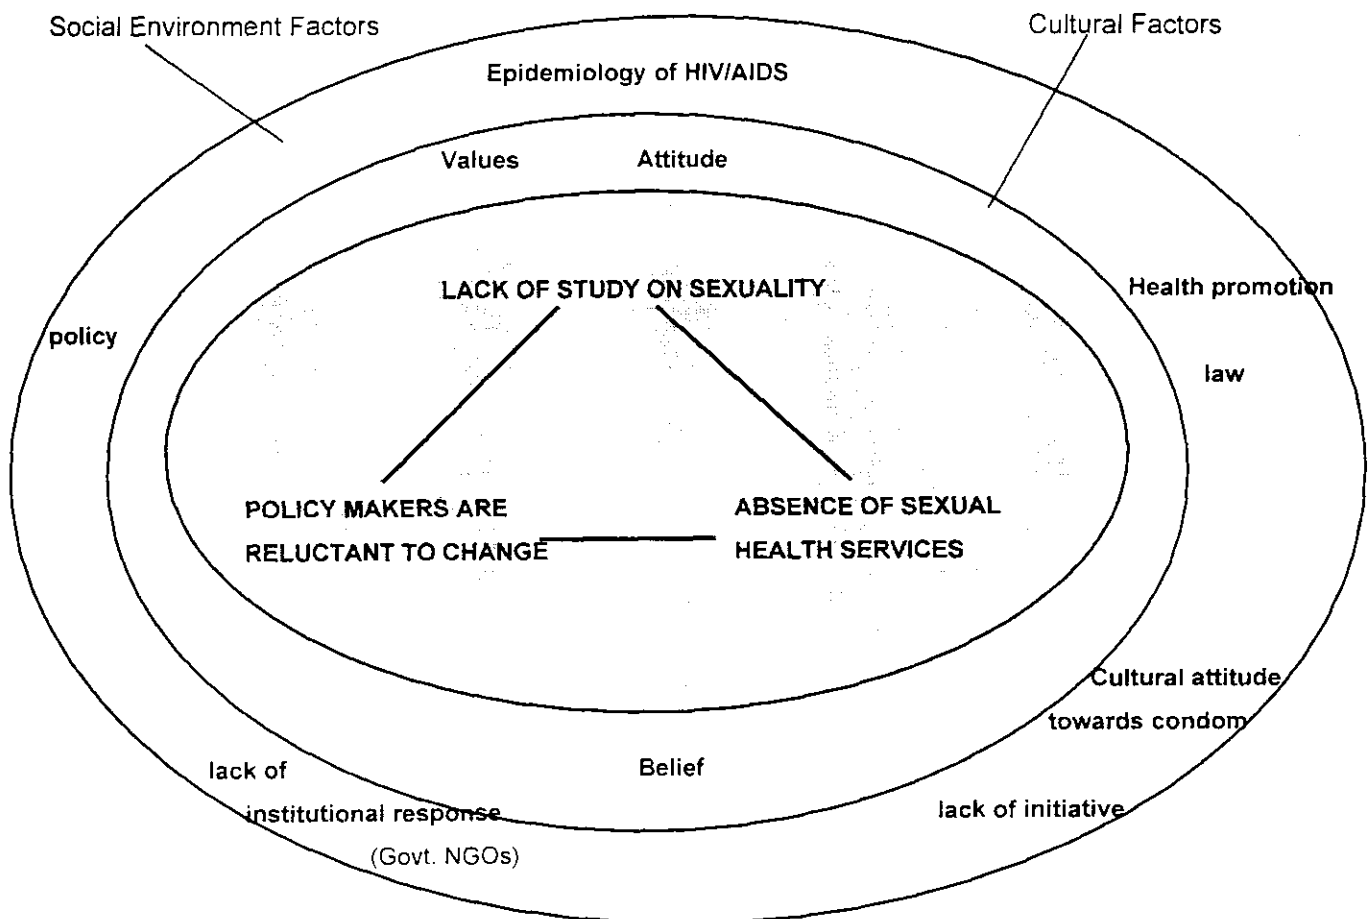 Social Environment Factors
Cultural Factors
Epidemiology of HIV/AIDS
Values
Attitude
LACK OF STUDY ON SEXUALITY
Health promotion
policy
law
POLICY MAKERS ARE
RELUCTANT TO CHANGE
ABSENCE OF SEXUAL
HEALTH SERVICES
Cultural attitude
towards condom
Belief
lack of
institutional response
(Govt. NGOs)
lack of initiative